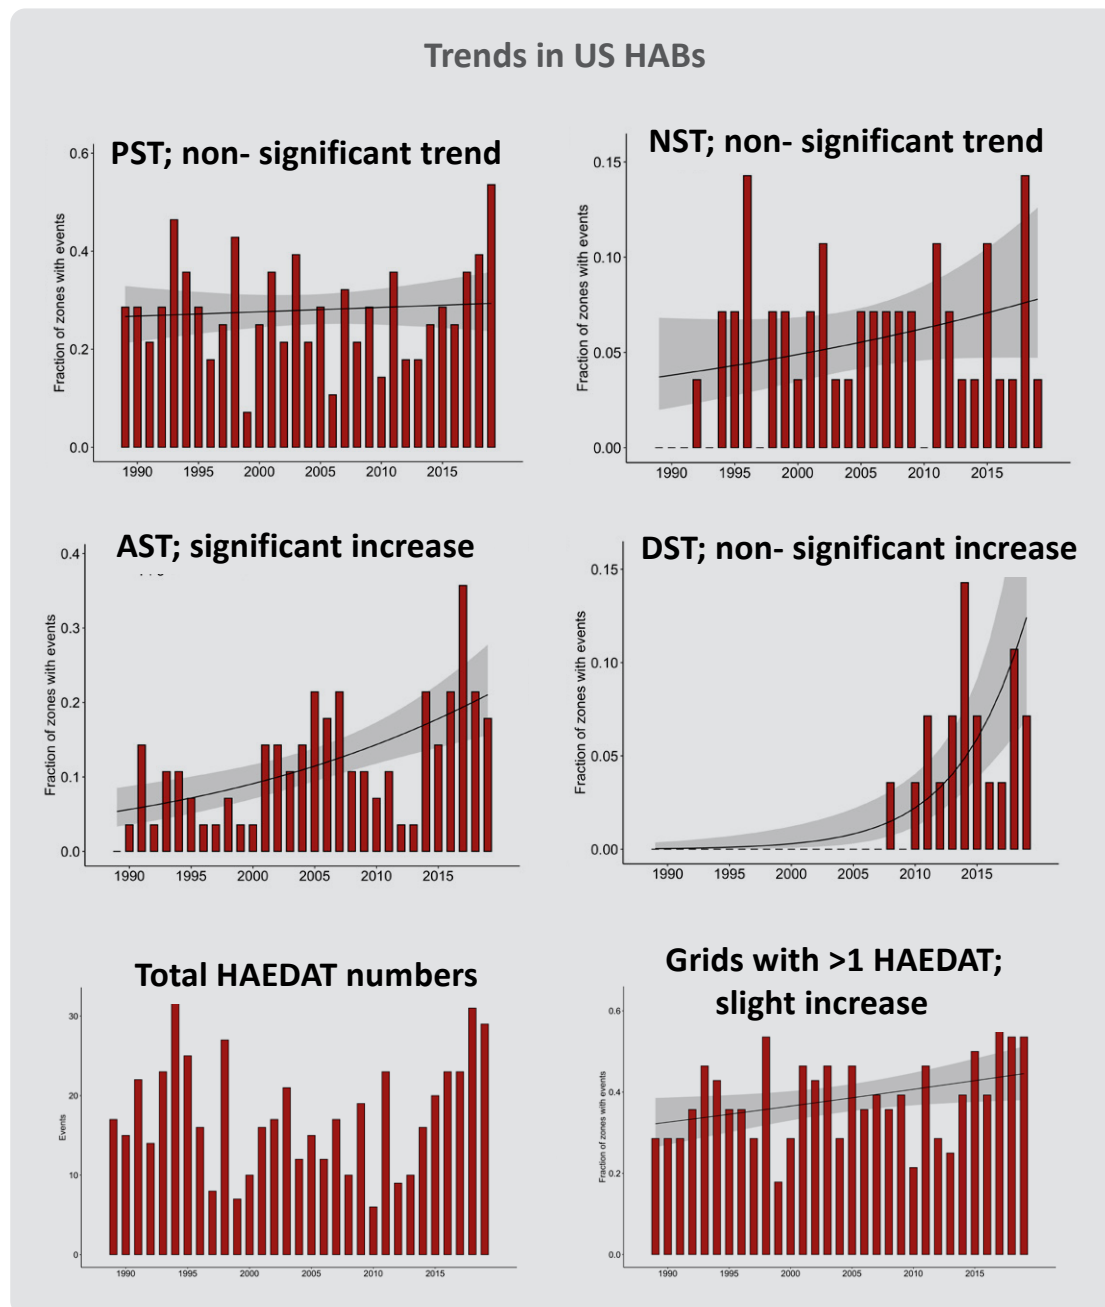 Trends in US HABs
PST; non- significant trend
Fraction of zones with events
0.6
0.4
0.2
0.0
1990 1995 2000 2005 2010 2015
NST; non- significant trend
Fraction of zones with events
0.15
0.10
0.05
0.00
1990 1995 2000 2005 2010 2015
AST; significant increase
Fraction of zones with events
0.4
0.3
0.2
0.1
0.0
1990 1995 2000 2005 2010 2015
DST; non- significant increase
Fraction of zones with events
0.15
0.10
0.05
0.00
1990 1995 2000 2005 2010 2015
Total HAEDAT numbers
Events
30
20
10
0
1990 1995 2000 2005 2010 2015
Grids with >1 HAEDAT;
slight increase
Fraction of zones with events
0.6
0.4
0.2
0.0
1990 1995 2000 2005 2010 2015